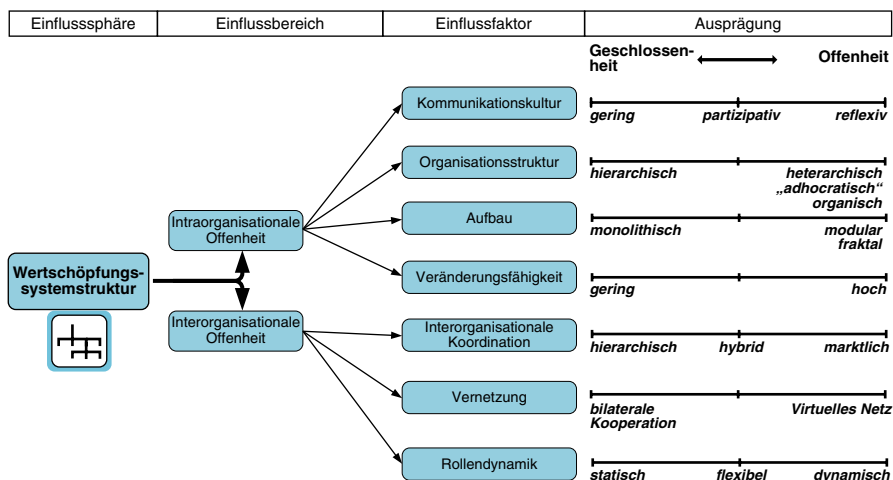 Einflusssphäre Einflussbereich Einflussfaktor Ausprägung
Geschlossen-
heit
Offenheit
Kommunikationskultur
gering partizipativ reflexiv
Organisationsstruktur
hierarchisch heterarchisch
„adhocratisch“
organisch
Intraorganisationale
Offenheit
Aufbau
monolithisch modular
fraktal
Wertschöpfungs-
systemstruktur
Veränderungsfähigkeit
gering hoch
Interorganisationale
Offenheit
Interorganisationale
Koordination
hierarchisch hybrid marktlich
Vernetzung
bilaterale
Kooperation
Virtuelles Netz
Rollendynamik
statisch flexibel dynamisch